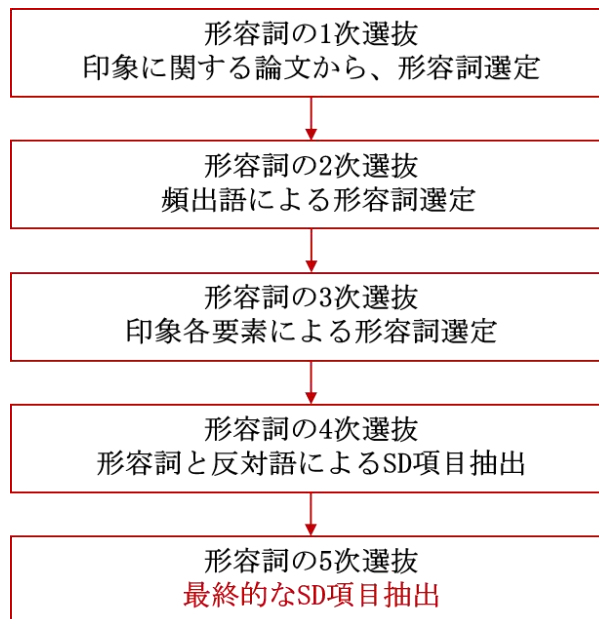 形容詞の1次選抜
印象に関する論文から、形容詞選定
形容詞の2次選抜
頻出語による形容詞選定
形容詞の3次選抜
印象各要素による形容詞選定
形容詞の4次選抜
形容詞と反対語によるSD項目抽出
形容詞の5次選抜
最終的なSD項目抽出